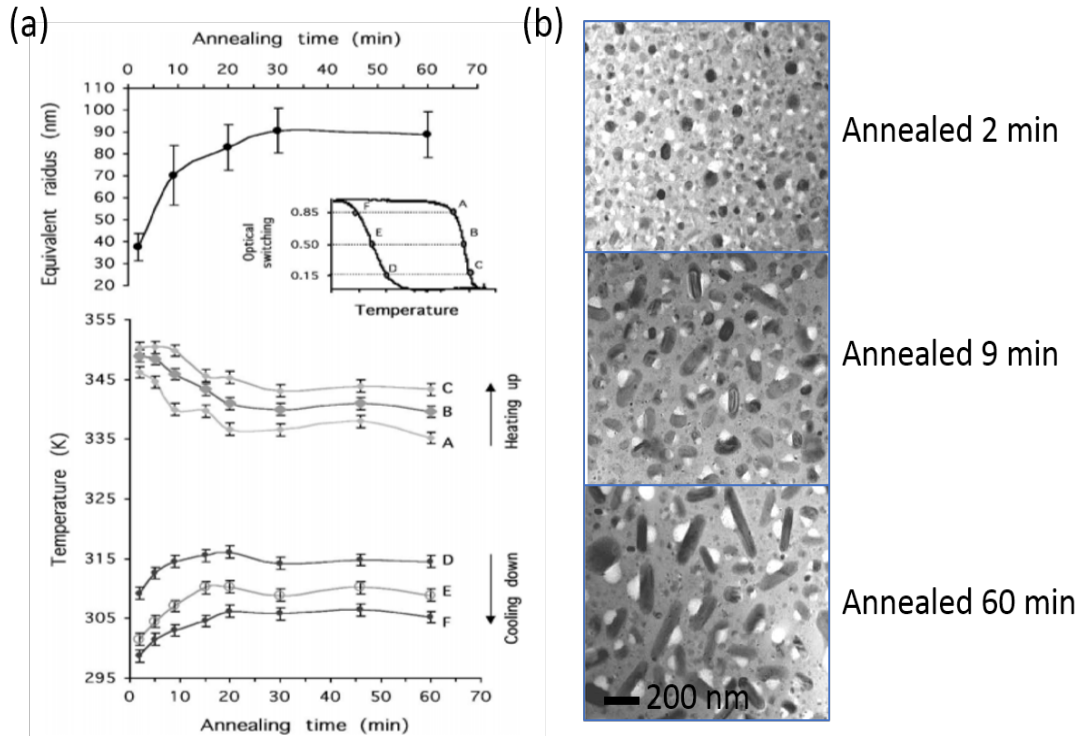 (a)
Annealing time (min)
0 10 20 30 40 50 60 70
110
100
90
80
70
60
50
40
30
20
Equivalent raidus (nm)
Optical
switching
0.85
0.50
0.15
F
E
D
A
B
C
Temperature
355
345
335
325
315
305
295
Temperature (K)
C
B
A
Heating up
D
E
F
Cooling down
0 10 20 30 40 50 60 70
Annealing time (min)
(b)
Annealed 2 min
Annealed 9 min
Annealed 60 min
200 nm